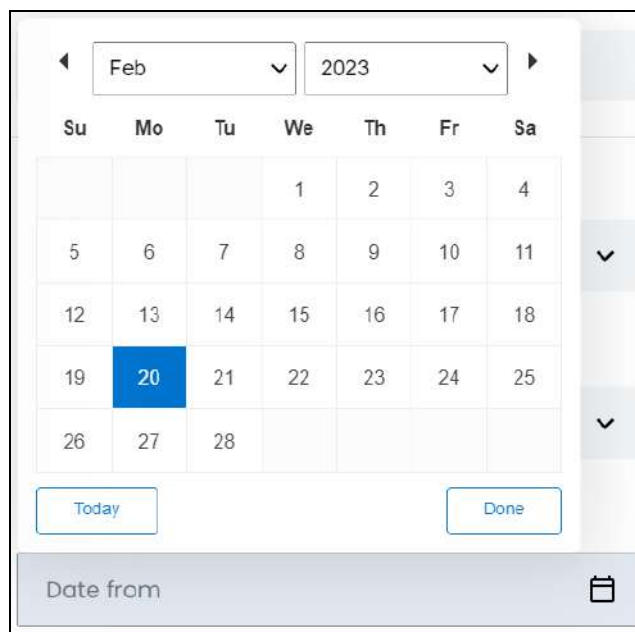 Feb 2023
Su Mo Tu We Th Fr Sa
1 2 3 4
5 6 7 8 9 10 11
12 13 14 15 16 17 18
19 20 21 22 23 24 25
26 27 28
Today Done
Date from